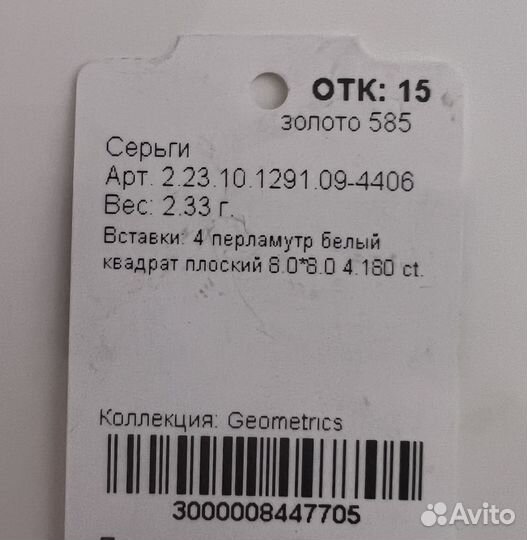 ОТК: 15
золото 585
Серьги
Арт. 2.23.10.1291.09-4406
Вес: 2.33 г.
Вставки: 4 перламутр белый
квадрат плоский 8.0*8.0 4.180 ct.
Коллекция: Geometrics
3000008447705
Avito